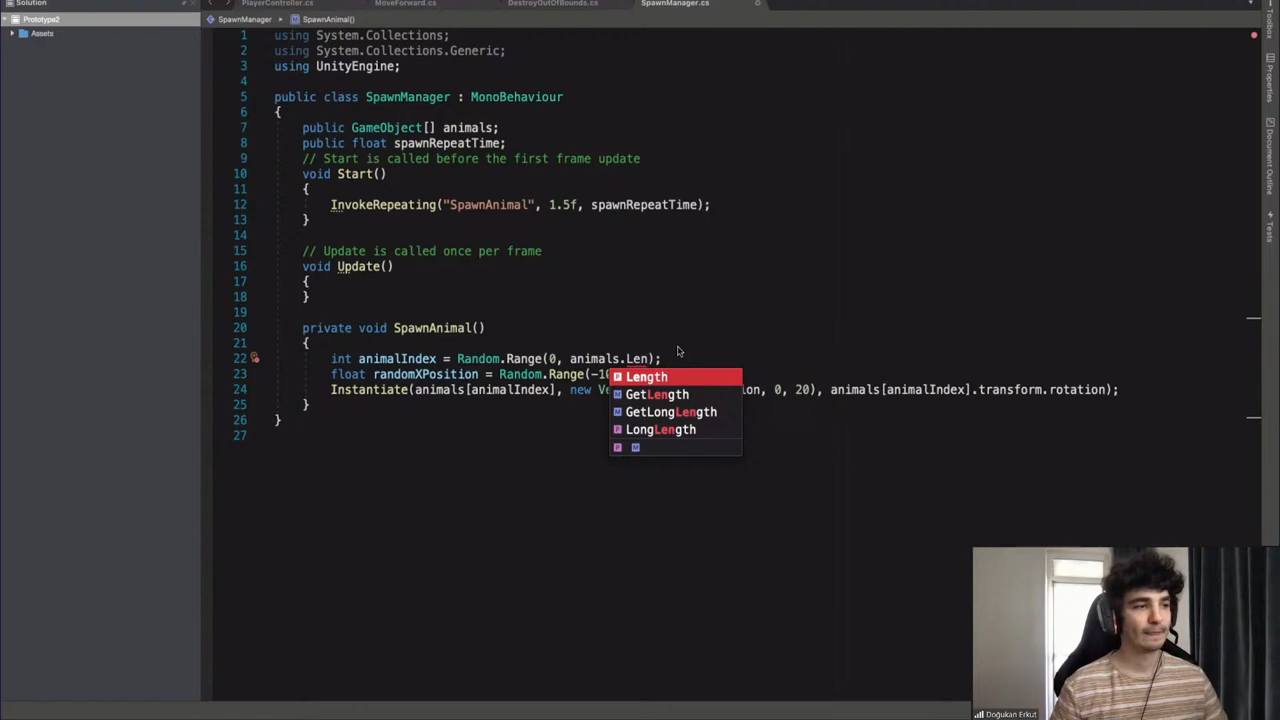 Solution
PlayerController.cs
MoveForward.cs
DestroyOutOfBounds.cs
SpawnManager.cs
Prototype2
Assets
SpawnManager
SpawnAnimal()
1 using System.Collections;
2 using System.Collections.Generic;
3 using UnityEngine;
4
5 public class SpawnManager : MonoBehaviour
6 {
7 public GameObject[] animals;
8 public float spawnRepeatTime;
9 // Start is called before the first frame update
10 void Start()
11 {
12 InvokeRepeating("SpawnAnimal", 1.5f, spawnRepeatTime);
13 }
14
15 // Update is called once per frame
16 void Update()
17 {
18 }
19
20 private void SpawnAnimal()
21 {
22 int animalIndex = Random.Range(0, animals.Len);
23 float randomXPosition = Random.Range(-10
24 Instantiate(animals[animalIndex], new Ve ion, 0, 20), animals[animalIndex].transform.rotation);
25 }
26 }
27
P Length
M GetLength
M GetLongLength
P LongLength
P M
Toolbox
Properties
Document Outline
Tests
Doğukan Erkut